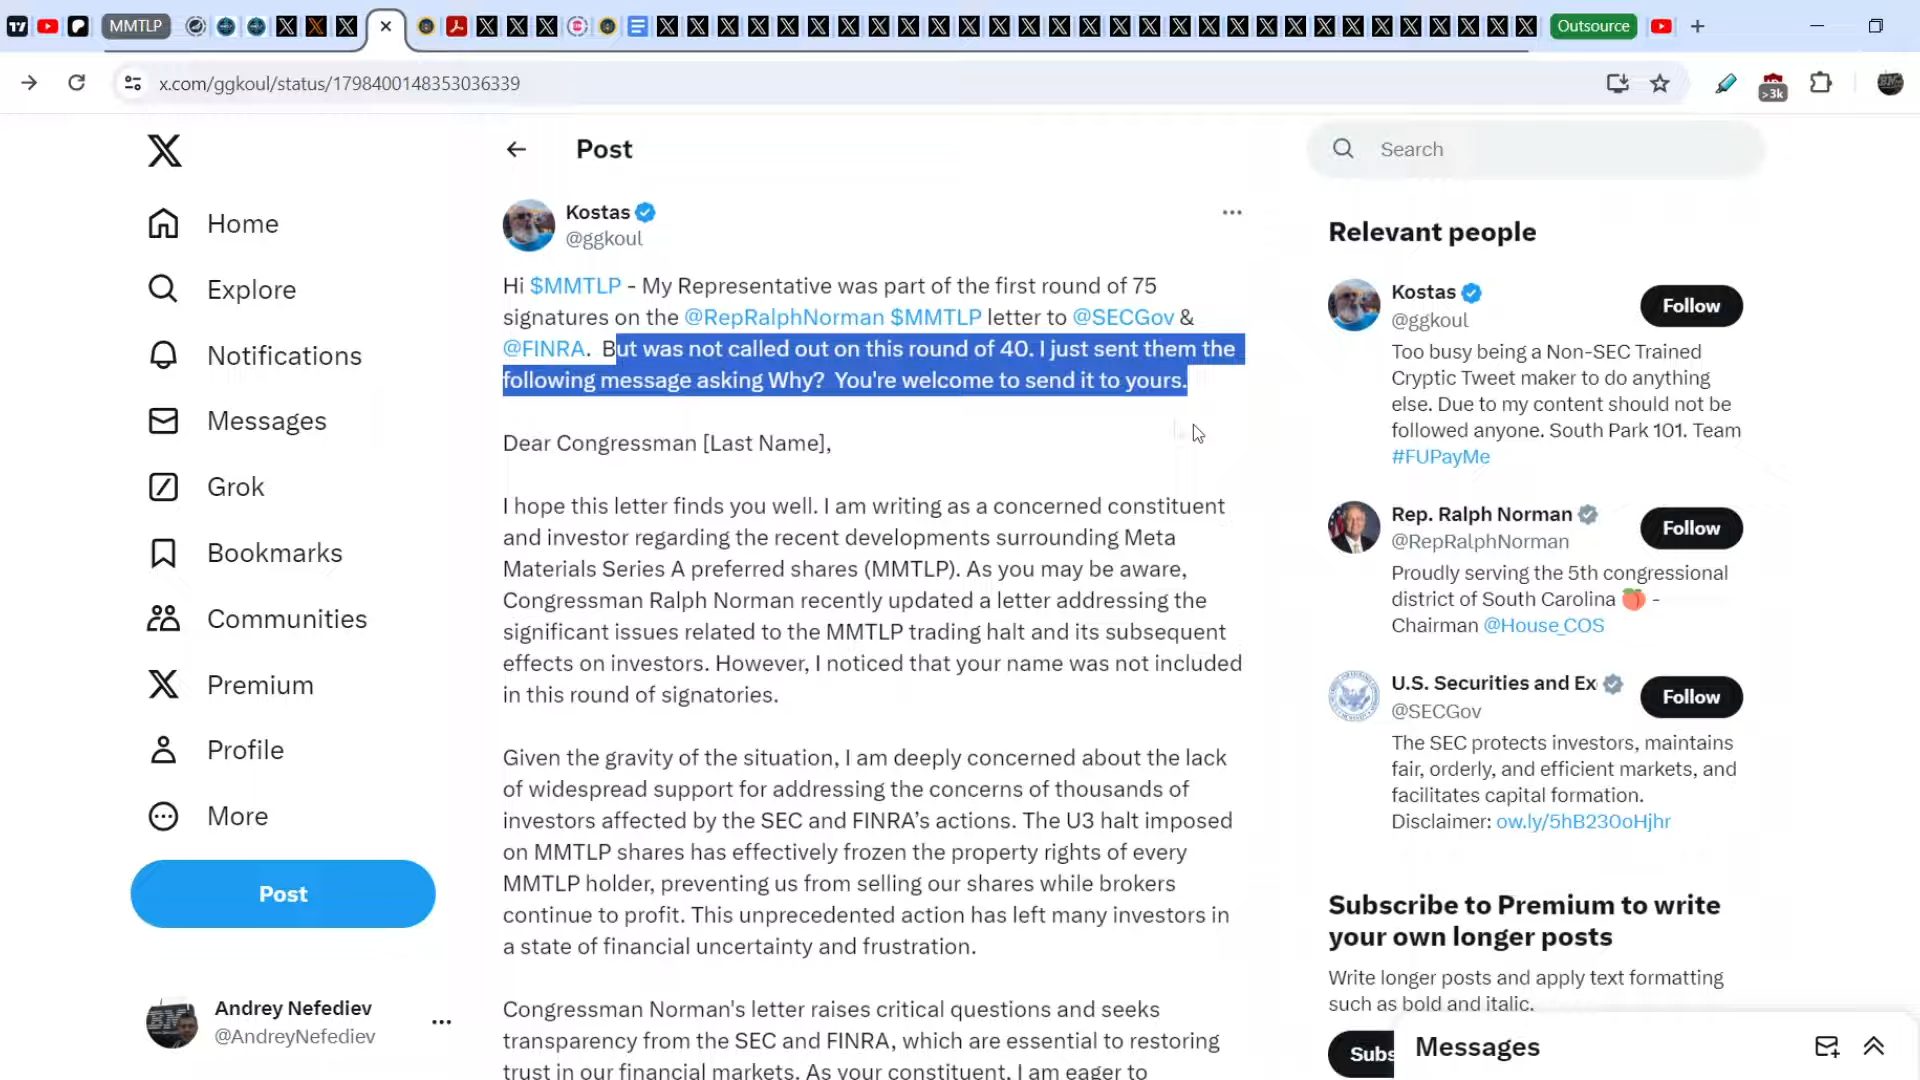 MMTLP
Outsource
x.com/ggkoul/status/1798400148353036339
>3k
Home
Explore
Notifications
Messages
Grok
Bookmarks
Communities
Premium
Profile
More
Post
Andrey Nefediev
@AndreyNefediev
Post
Kostas
@ggkoul
Hi $MMTLP - My Representative was part of the first round of 75
signatures on the @RepRalphNorman $MMTLP letter to @SECGov &
@FINRA.  But was not called out on this round of 40. I just sent them the
following message asking Why?  You're welcome to send it to yours.
Dear Congressman [Last Name],
I hope this letter finds you well. I am writing as a concerned constituent
and investor regarding the recent developments surrounding Meta
Materials Series A preferred shares (MMTLP). As you may be aware,
Congressman Ralph Norman recently updated a letter addressing the
significant issues related to the MMTLP trading halt and its subsequent
effects on investors. However, I noticed that your name was not included
in this round of signatories.
Given the gravity of the situation, I am deeply concerned about the lack
of widespread support for addressing the concerns of thousands of
investors affected by the SEC and FINRA’s actions. The U3 halt imposed
on MMTLP shares has effectively frozen the property rights of every
MMTLP holder, preventing us from selling our shares while brokers
continue to profit. This unprecedented action has left many investors in
a state of financial uncertainty and frustration.
Congressman Norman's letter raises critical questions and seeks
transparency from the SEC and FINRA, which are essential to restoring
trust in our financial markets. As your constituent, I am eager to
Search
Relevant people
Kostas
@ggkoul
Follow
Too busy being a Non-SEC Trained
Cryptic Tweet maker to do anything
else. Due to my content should not be
followed anyone. South Park 101. Team
#FUPayMe
Rep. Ralph Norman
@RepRalphNorman
Follow
Proudly serving the 5th congressional
district of South Carolina 🍑 -
Chairman @House_COS
U.S. Securities and Ex
@SECGov
Follow
The SEC protects investors, maintains
fair, orderly, and efficient markets, and
facilitates capital formation.
Disclaimer: ow.ly/5hB230oHjhr
Subscribe to Premium to write
your own longer posts
Write longer posts and apply text formatting
such as bold and italic.
Subs
Messages